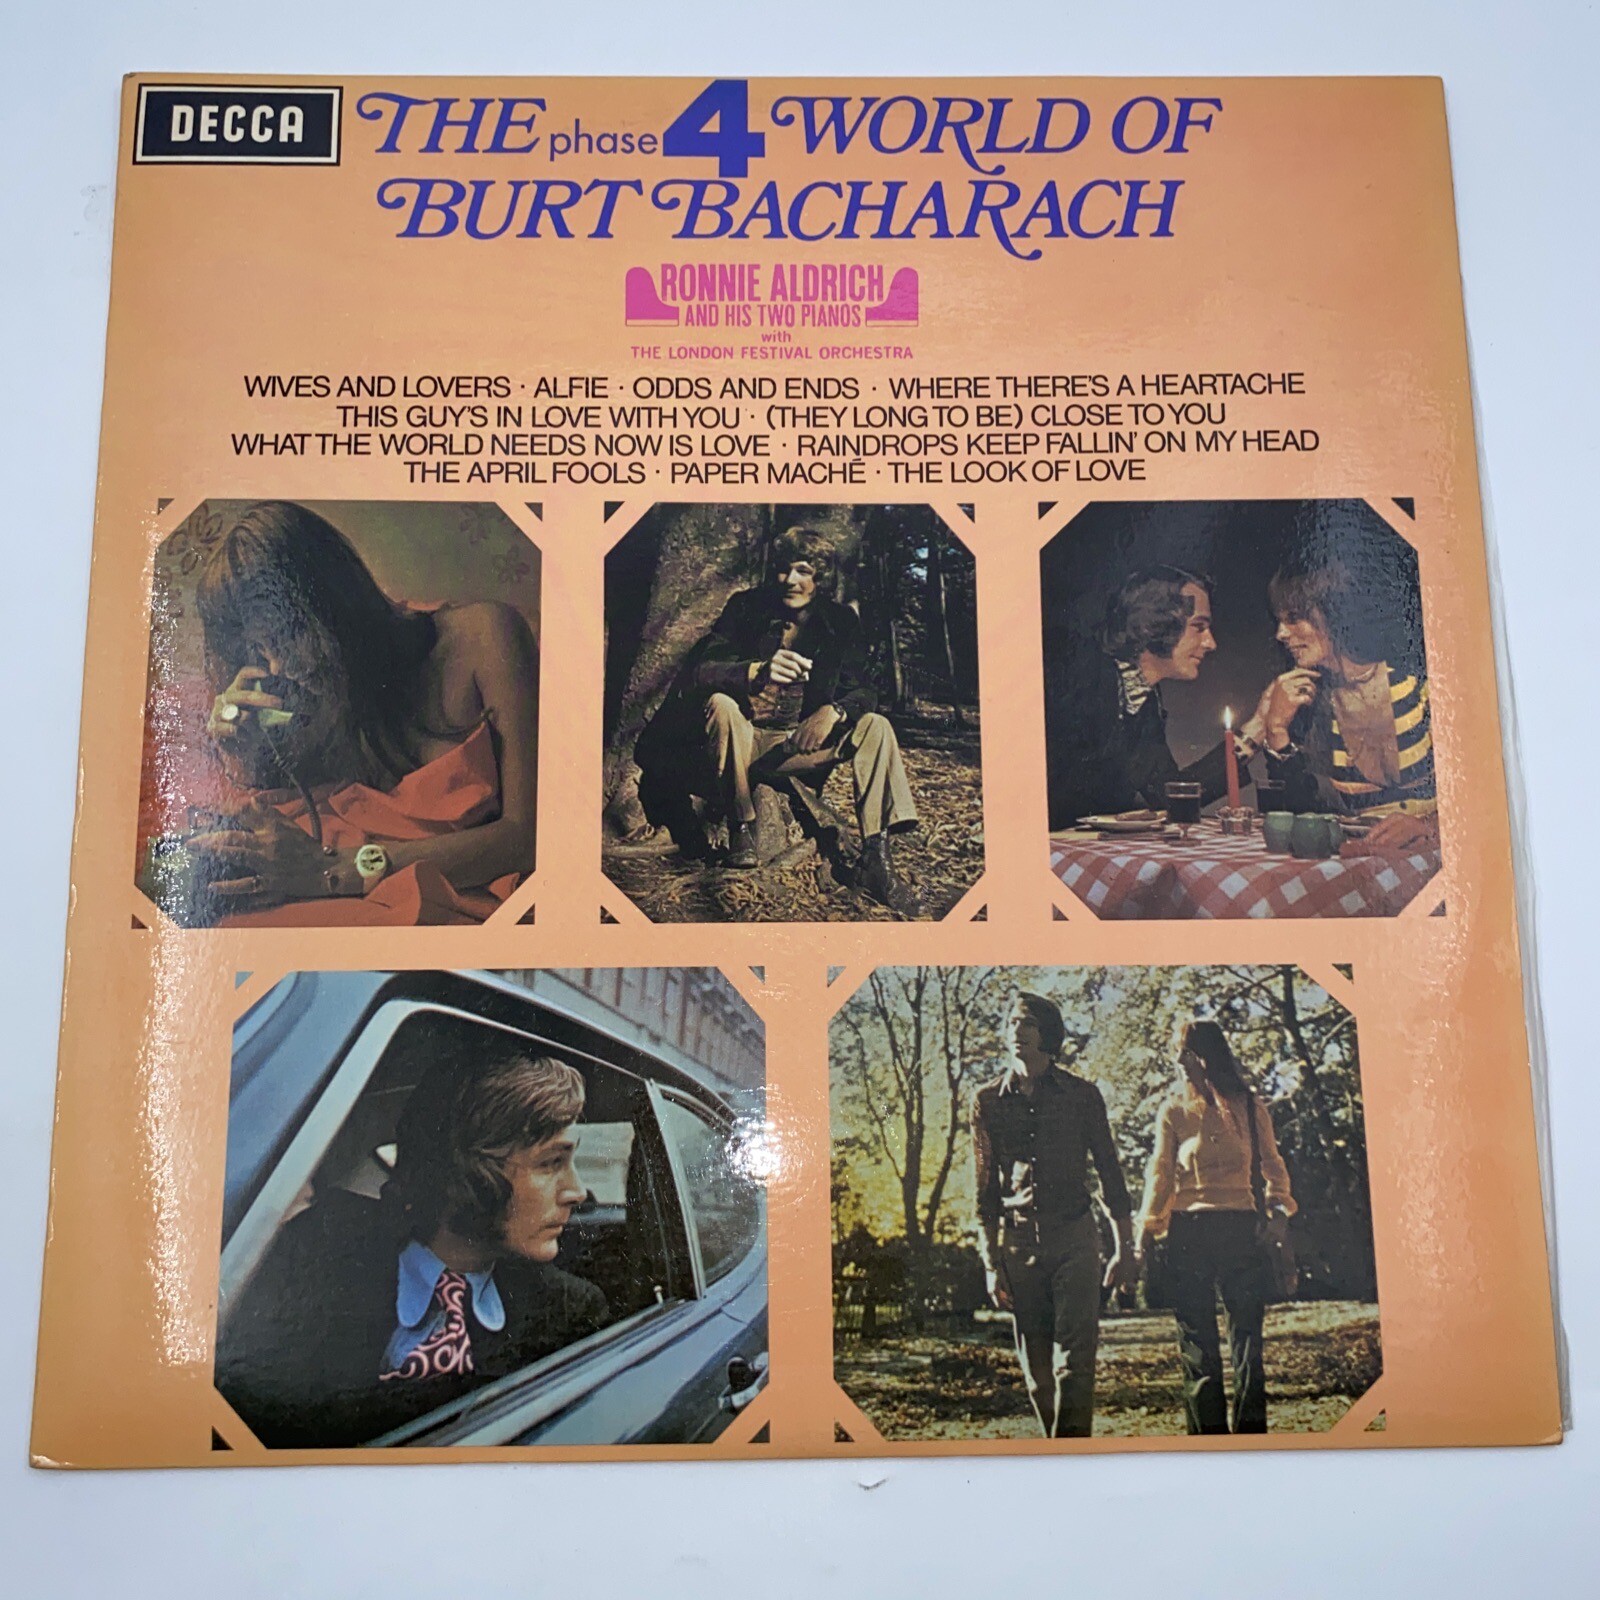 DECCA
THE phase 4 WORLD OF
BURT BACHARACH
RONNIE ALDRICH
AND HIS TWO PIANOS
with
THE LONDON FESTIVAL ORCHESTRA
WIVES AND LOVERS · ALFIE · ODDS AND ENDS · WHERE THERE'S A HEARTACHE
THIS GUY'S IN LOVE WITH YOU · (THEY LONG TO BE) CLOSE TO YOU
WHAT THE WORLD NEEDS NOW IS LOVE · RAINDROPS KEEP FALLIN' ON MY HEAD
THE APRIL FOOLS · PAPER MACHÉ · THE LOOK OF LOVE